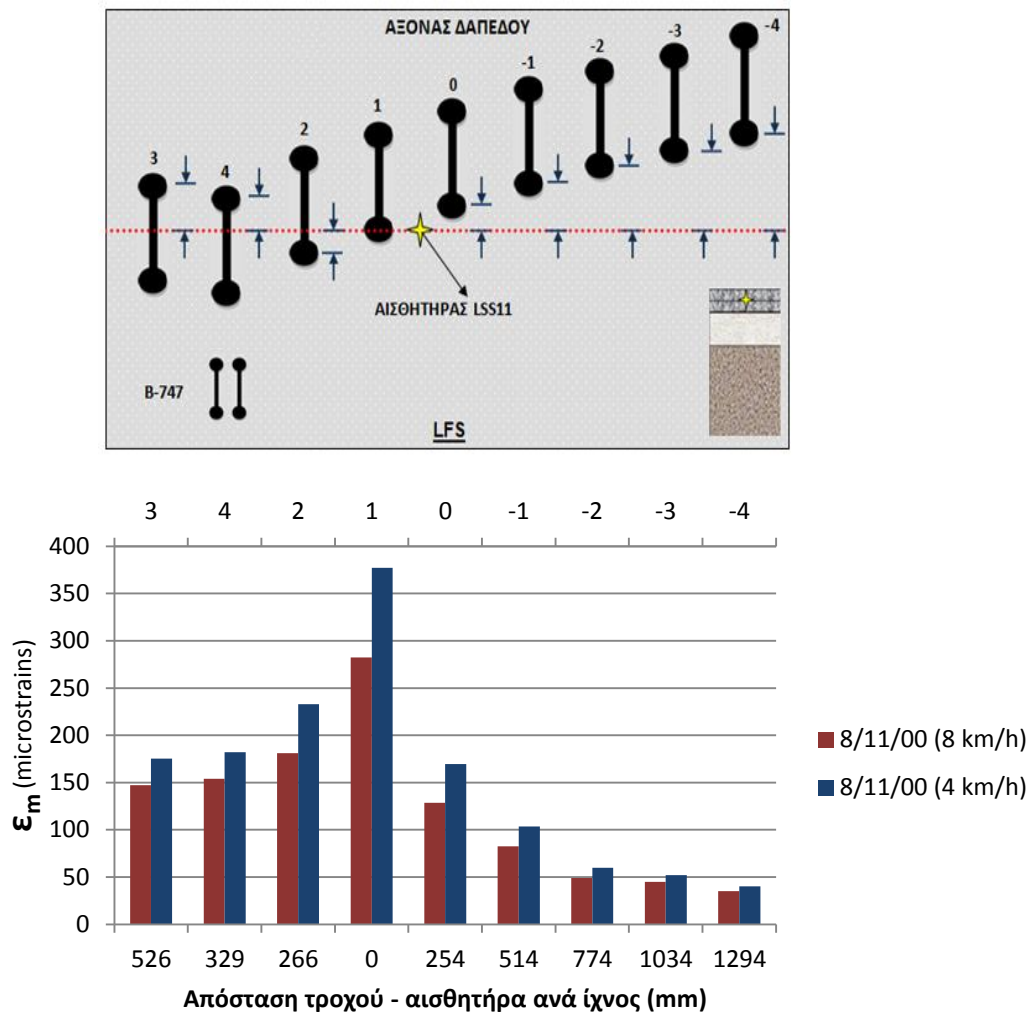 ΑΞΟΝΑΣ ΔΑΠΕΔΟΥ
3 4 2 1 0 -1 -2 -3 -4
ΑΙΣΘΗΤΗΡΑΣ LSS11
B-747
LFS
3 4 2 1 0 -1 -2 -3 -4
400
350
300
250
200
150
100
50
0
εm (microstrains)
8/11/00 (8 km/h)
8/11/00 (4 km/h)
526 329 266 0 254 514 774 1034 1294
Απόσταση τροχού - αισθητήρα ανά ίχνος (mm)